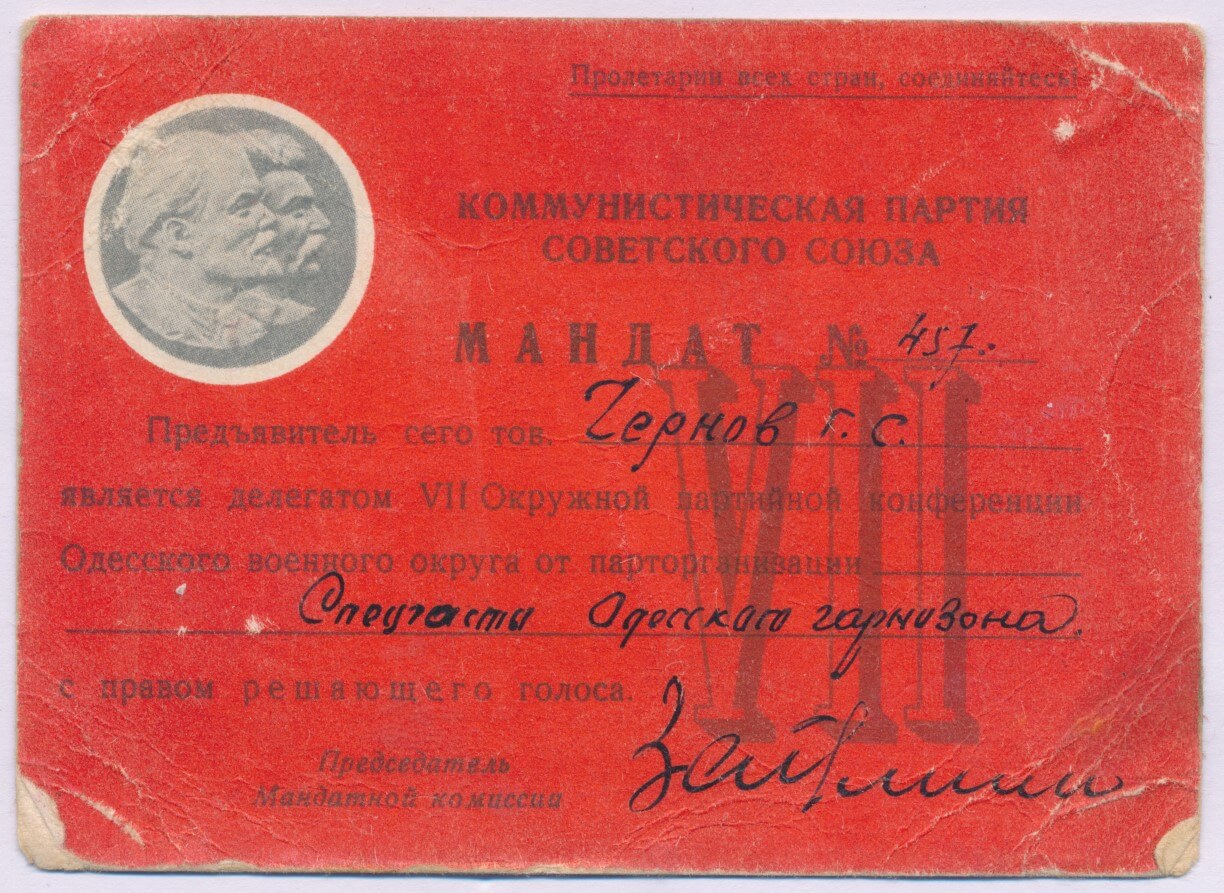 Пролетарии всех стран, соединяйтесь!
КОММУНИСТИЧЕСКАЯ ПАРТИЯ
СОВЕТСКОГО СОЮЗА
МАНДАТ № 457.
Предъявитель сего тов. Чернов Г. С.
является делегатом VII Окружной партийной конференции
Одесского военного округа от парторганизации
Спецчасти Одесского гарнизона.
с правом решающего голоса.
VII
Председатель
Мандатной комиссии